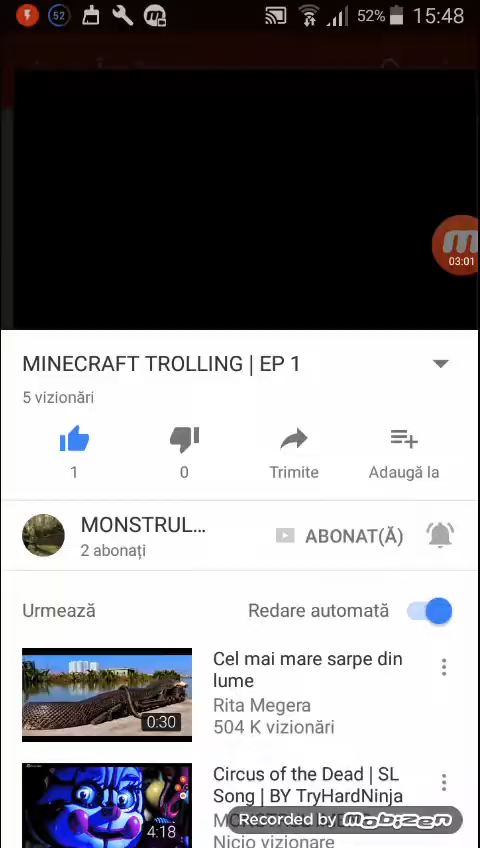 52
52% 15:48
03:01
MINECRAFT TROLLING | EP 1
5 vizionări
1
0
Trimite
Adaugă la
MONSTRUL...
ABONAT(Ă)
2 abonați
Urmează
Redare automată
Cel mai mare sarpe din
lume
Rita Megera
504 K vizionări
0:30
Circus of the Dead | SL
Song | BY TryHardNinja
4:18
Recorded by mobizen
Nicio vizionare